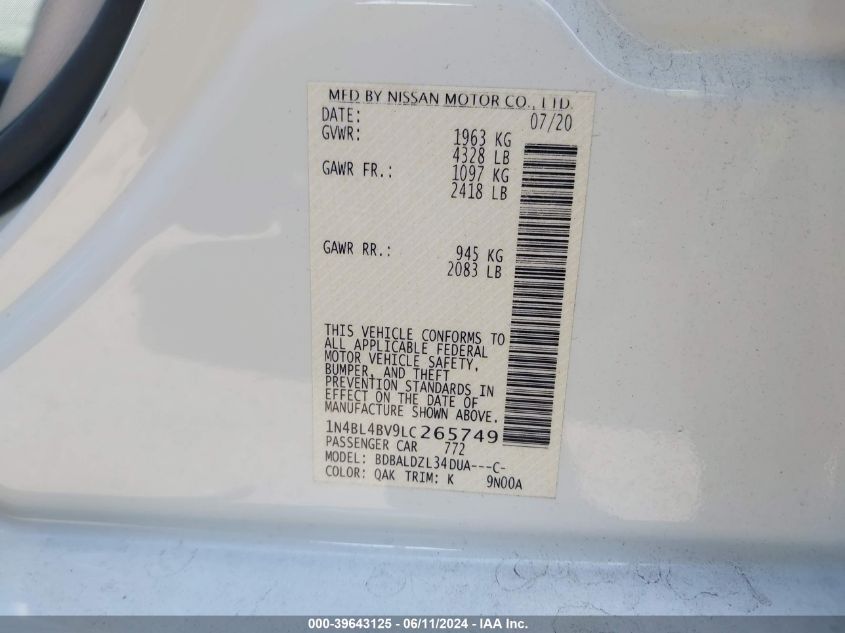 MFD BY NISSAN MOTOR CO., LTD.
DATE: 07/20
GVWR: 1963 KG
4328 LB
GAWR FR.: 1097 KG
2418 LB
GAWR RR.: 945 KG
2083 LB
THIS VEHICLE CONFORMS TO
ALL APPLICABLE FEDERAL
MOTOR VEHICLE SAFETY,
BUMPER, AND THEFT
PREVENTION STANDARDS IN
EFFECT ON THE DATE OF
MANUFACTURE SHOWN ABOVE.
1N4BL4BV9LC265749
PASSENGER CAR 772
MODEL: BDBALDZL34DUA---C-
COLOR: QAK TRIM: K 9N00A
000-39643125 - 06/11/2024 - IAA Inc.